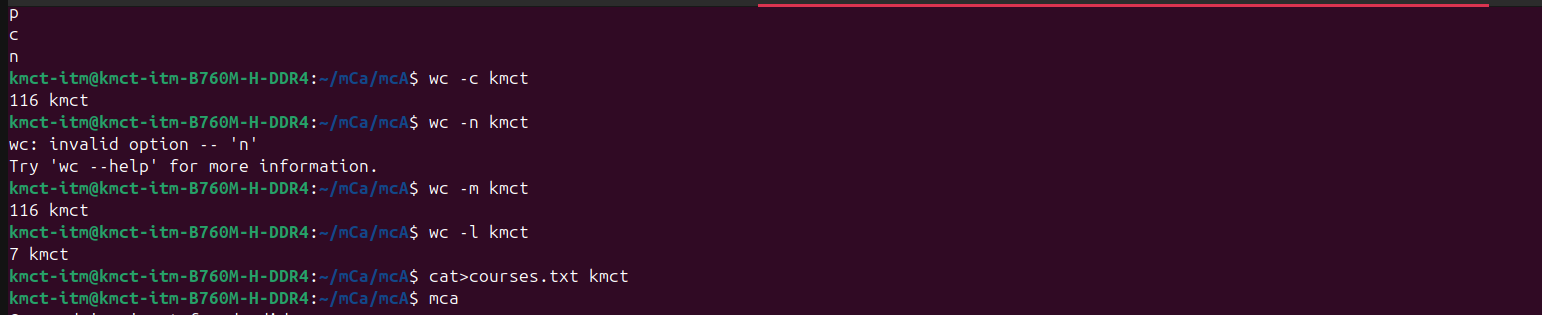 p
c
n
kmct-itm@kmct-itm-B760M-H-DDR4:~/mCa/mcA$ wc -c kmct
116 kmct
kmct-itm@kmct-itm-B760M-H-DDR4:~/mCa/mcA$ wc -n kmct
wc: invalid option -- 'n'
Try 'wc --help' for more information.
kmct-itm@kmct-itm-B760M-H-DDR4:~/mCa/mcA$ wc -m kmct
116 kmct
kmct-itm@kmct-itm-B760M-H-DDR4:~/mCa/mcA$ wc -l kmct
7 kmct
kmct-itm@kmct-itm-B760M-H-DDR4:~/mCa/mcA$ cat>courses.txt kmct
kmct-itm@kmct-itm-B760M-H-DDR4:~/mCa/mcA$ mca